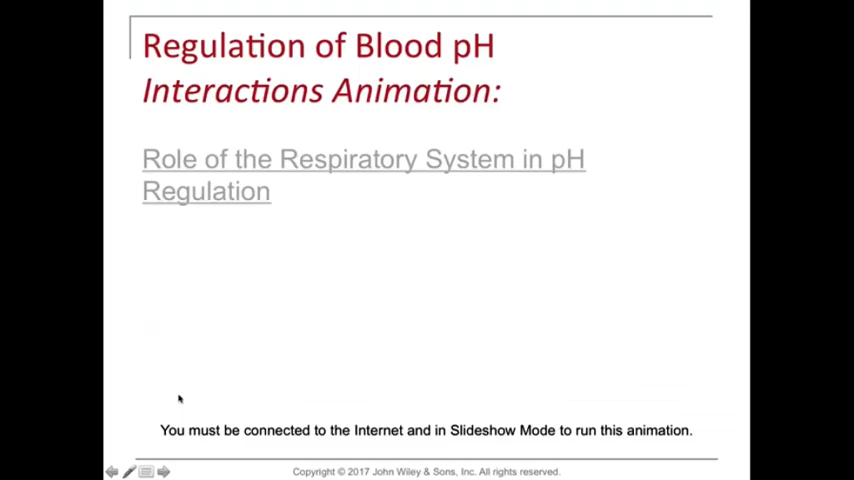 Regulation of Blood pH
Interactions Animation:
Role of the Respiratory System in pH
Regulation
You must be connected to the Internet and in Slideshow Mode to run this animation.
Copyright © 2017 John Wiley & Sons, Inc. All rights reserved.